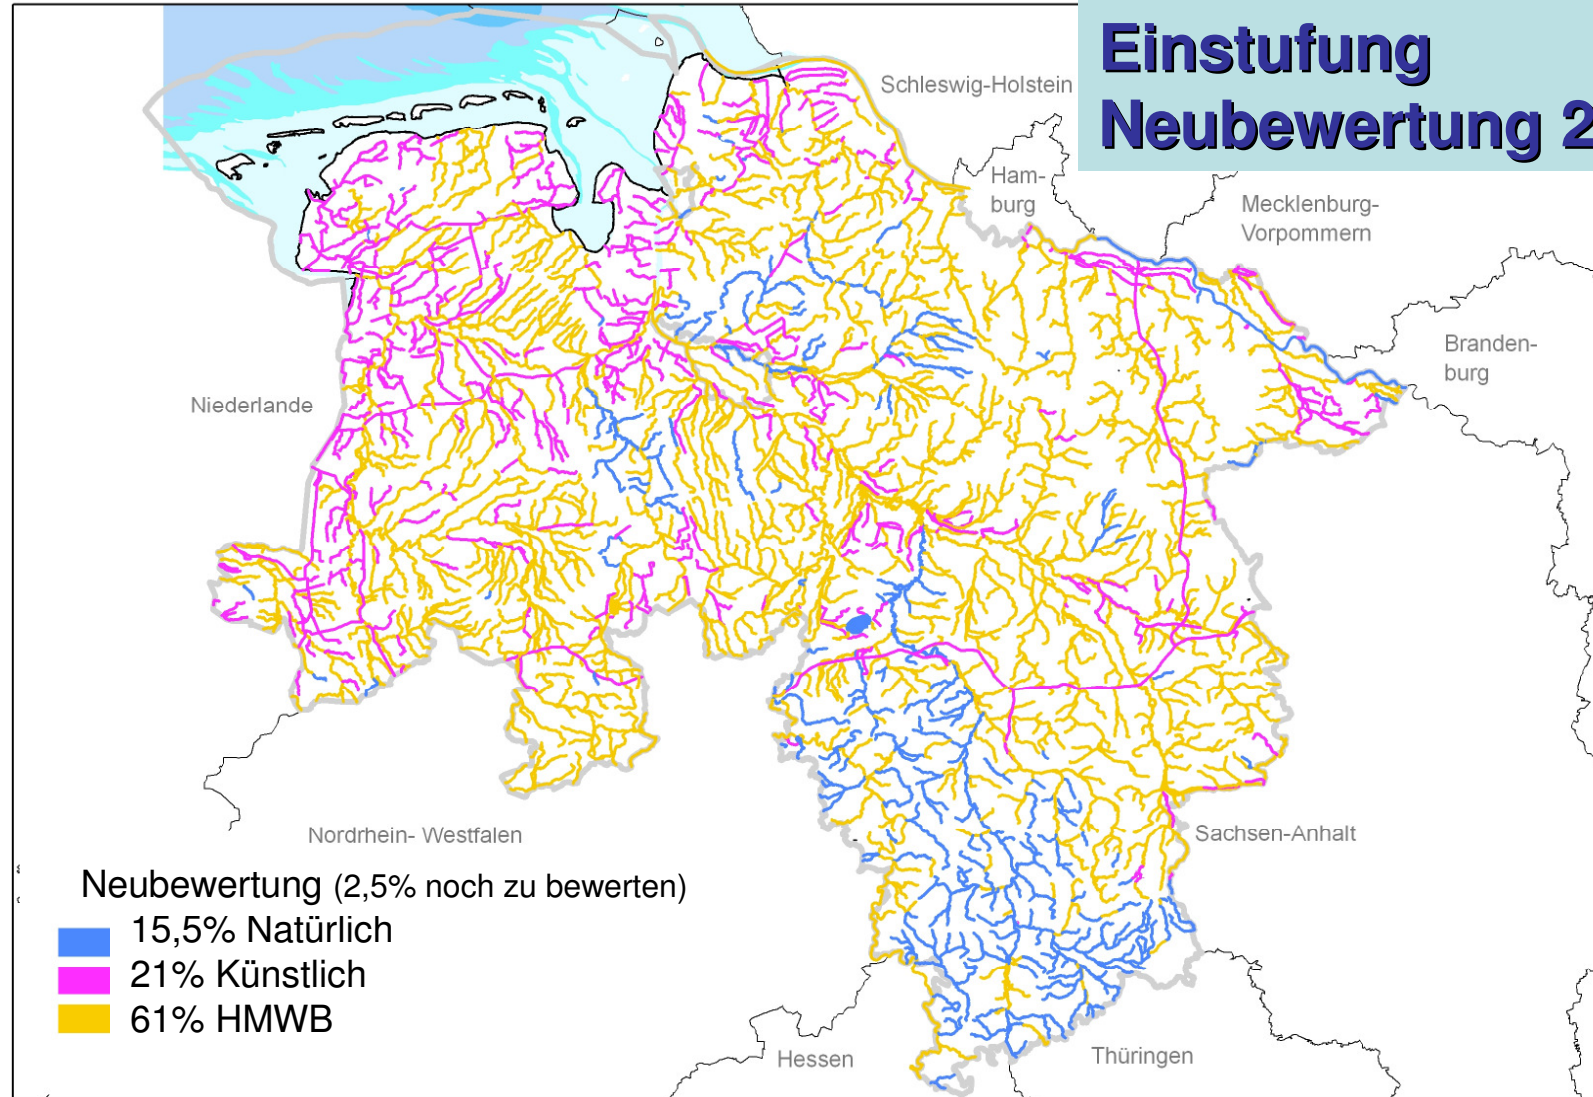 Einstufung
Neubewertung 2
Schleswig-Holstein
Ham-
burg
Mecklenburg-
Vorpommern
Branden-
burg
Niederlande
Nordrhein- Westfalen
Sachsen-Anhalt
Neubewertung (2,5% noch zu bewerten)
15,5% Natürlich
21% Künstlich
61% HMWB
Hessen
Thüringen